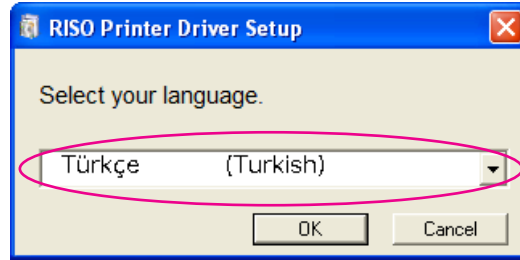 RISO Printer Driver Setup
Select your language.
Türkçe (Turkish)
OK Cancel